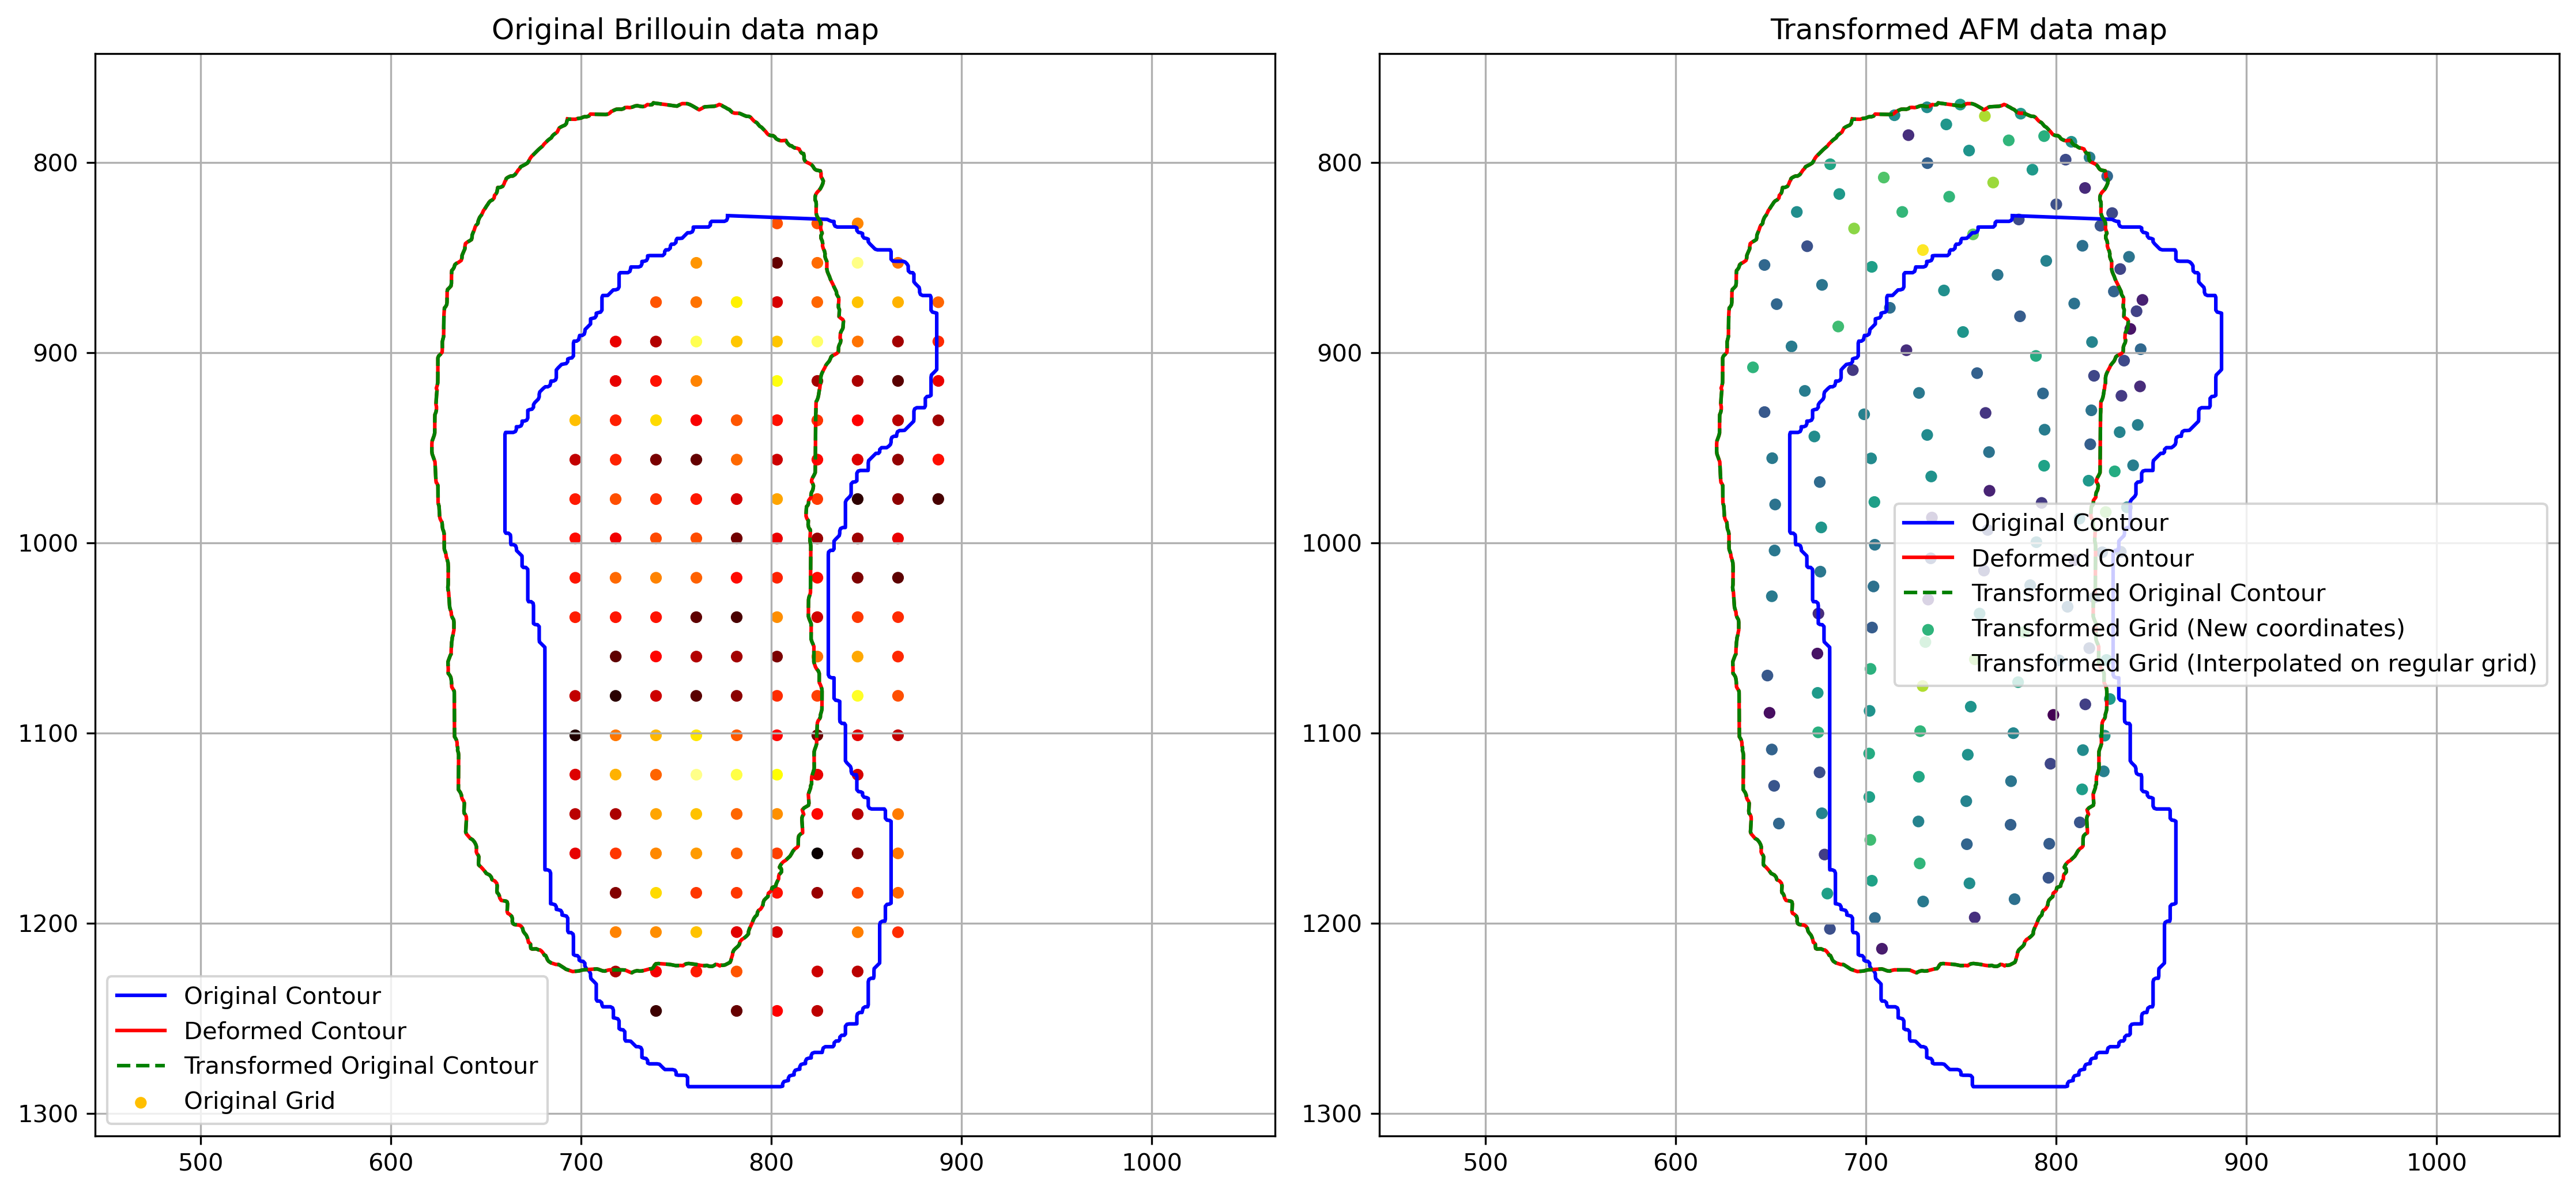 Original Brillouin data map
800
900
1000
1100
1200
1300
500
600
700
800
900
1000
Original Contour
Deformed Contour
Transformed Original Contour
Original Grid
Transformed AFM data map
800
900
1000
1100
1200
1300
500
600
700
800
900
1000
Original Contour
Deformed Contour
Transformed Original Contour
Transformed Grid (New coordinates)
Transformed Grid (Interpolated on regular grid)